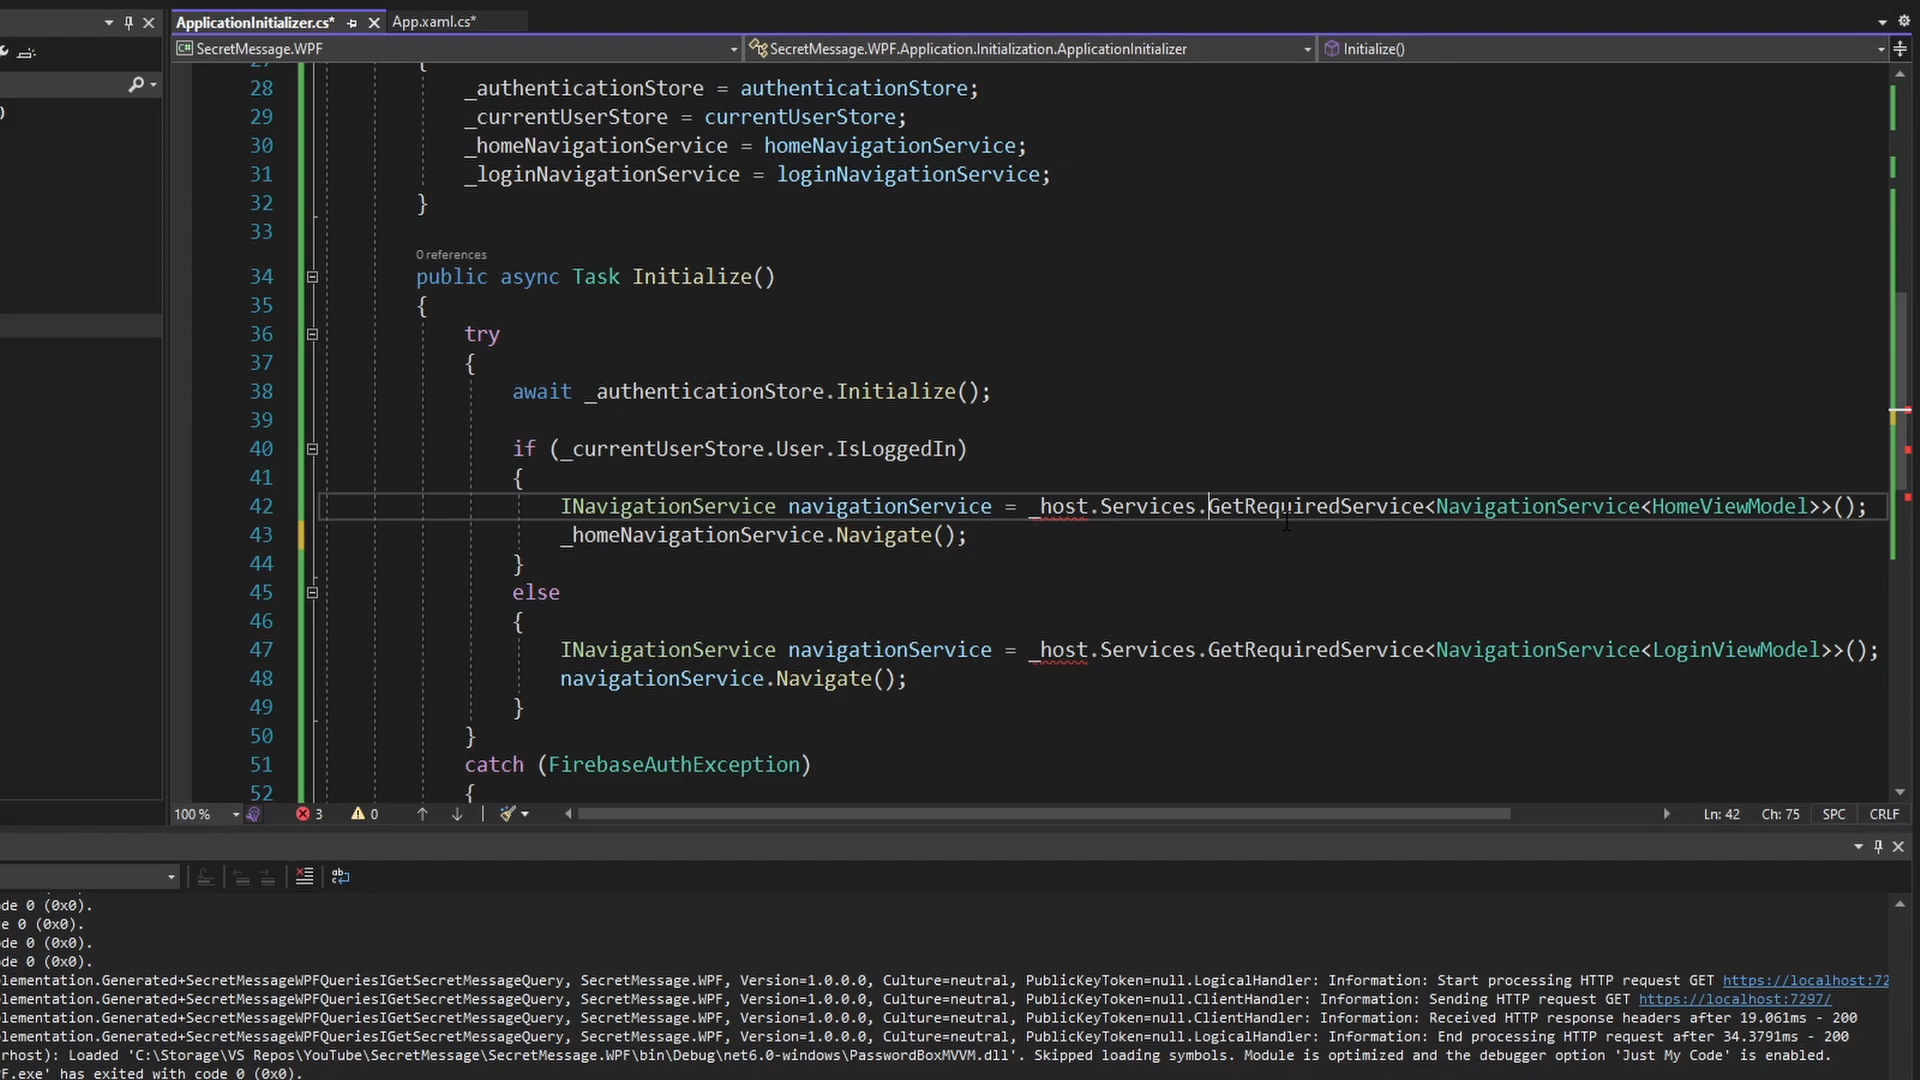 ApplicationInitializer.cs* App.xaml.cs*
SecretMessage.WPF SecretMessage.WPF.Application.Initialization.ApplicationInitializer Initialize()
27 {
28 _authenticationStore = authenticationStore;
29 _currentUserStore = currentUserStore;
30 _homeNavigationService = homeNavigationService;
31 _loginNavigationService = loginNavigationService;
32 }
33
0 references
34 public async Task Initialize()
35 {
36 try
37 {
38 await _authenticationStore.Initialize();
39
40 if (_currentUserStore.User.IsLoggedIn)
41 {
42 INavigationService navigationService = _host.Services.GetRequiredService<NavigationService<HomeViewModel>>();
43 _homeNavigationService.Navigate();
44 }
45 else
46 {
47 INavigationService navigationService = _host.Services.GetRequiredService<NavigationService<LoginViewModel>>();
48 navigationService.Navigate();
49 }
50 }
51 catch (FirebaseAuthException)
52 {
100 % 3 0 Ln: 42 Ch: 75 SPC CRLF
ode 0 (0x0).
de 0 (0x0).
ode 0 (0x0).
ode 0 (0x0).
lementation.Generated+SecretMessageWPFQueriesIGetSecretMessageQuery, SecretMessage.WPF, Version=1.0.0.0, Culture=neutral, PublicKeyToken=null.LogicalHandler: Information: Start processing HTTP request GET https://localhost:72
lementation.Generated+SecretMessageWPFQueriesIGetSecretMessageQuery, SecretMessage.WPF, Version=1.0.0.0, Culture=neutral, PublicKeyToken=null.ClientHandler: Information: Sending HTTP request GET https://localhost:7297/
lementation.Generated+SecretMessageWPFQueriesIGetSecretMessageQuery, SecretMessage.WPF, Version=1.0.0.0, Culture=neutral, PublicKeyToken=null.ClientHandler: Information: Received HTTP response headers after 19.061ms - 200
lementation.Generated+SecretMessageWPFQueriesIGetSecretMessageQuery, SecretMessage.WPF, Version=1.0.0.0, Culture=neutral, PublicKeyToken=null.LogicalHandler: Information: End processing HTTP request after 34.3791ms - 200
rhost): Loaded 'C:\Storage\VS Repos\YouTube\SecretMessage\SecretMessage.WPF\bin\Debug\net6.0-windows\PasswordBoxMVVM.dll'. Skipped loading symbols. Module is optimized and the debugger option 'Just My Code' is enabled.
PF.exe' has exited with code 0 (0x0).